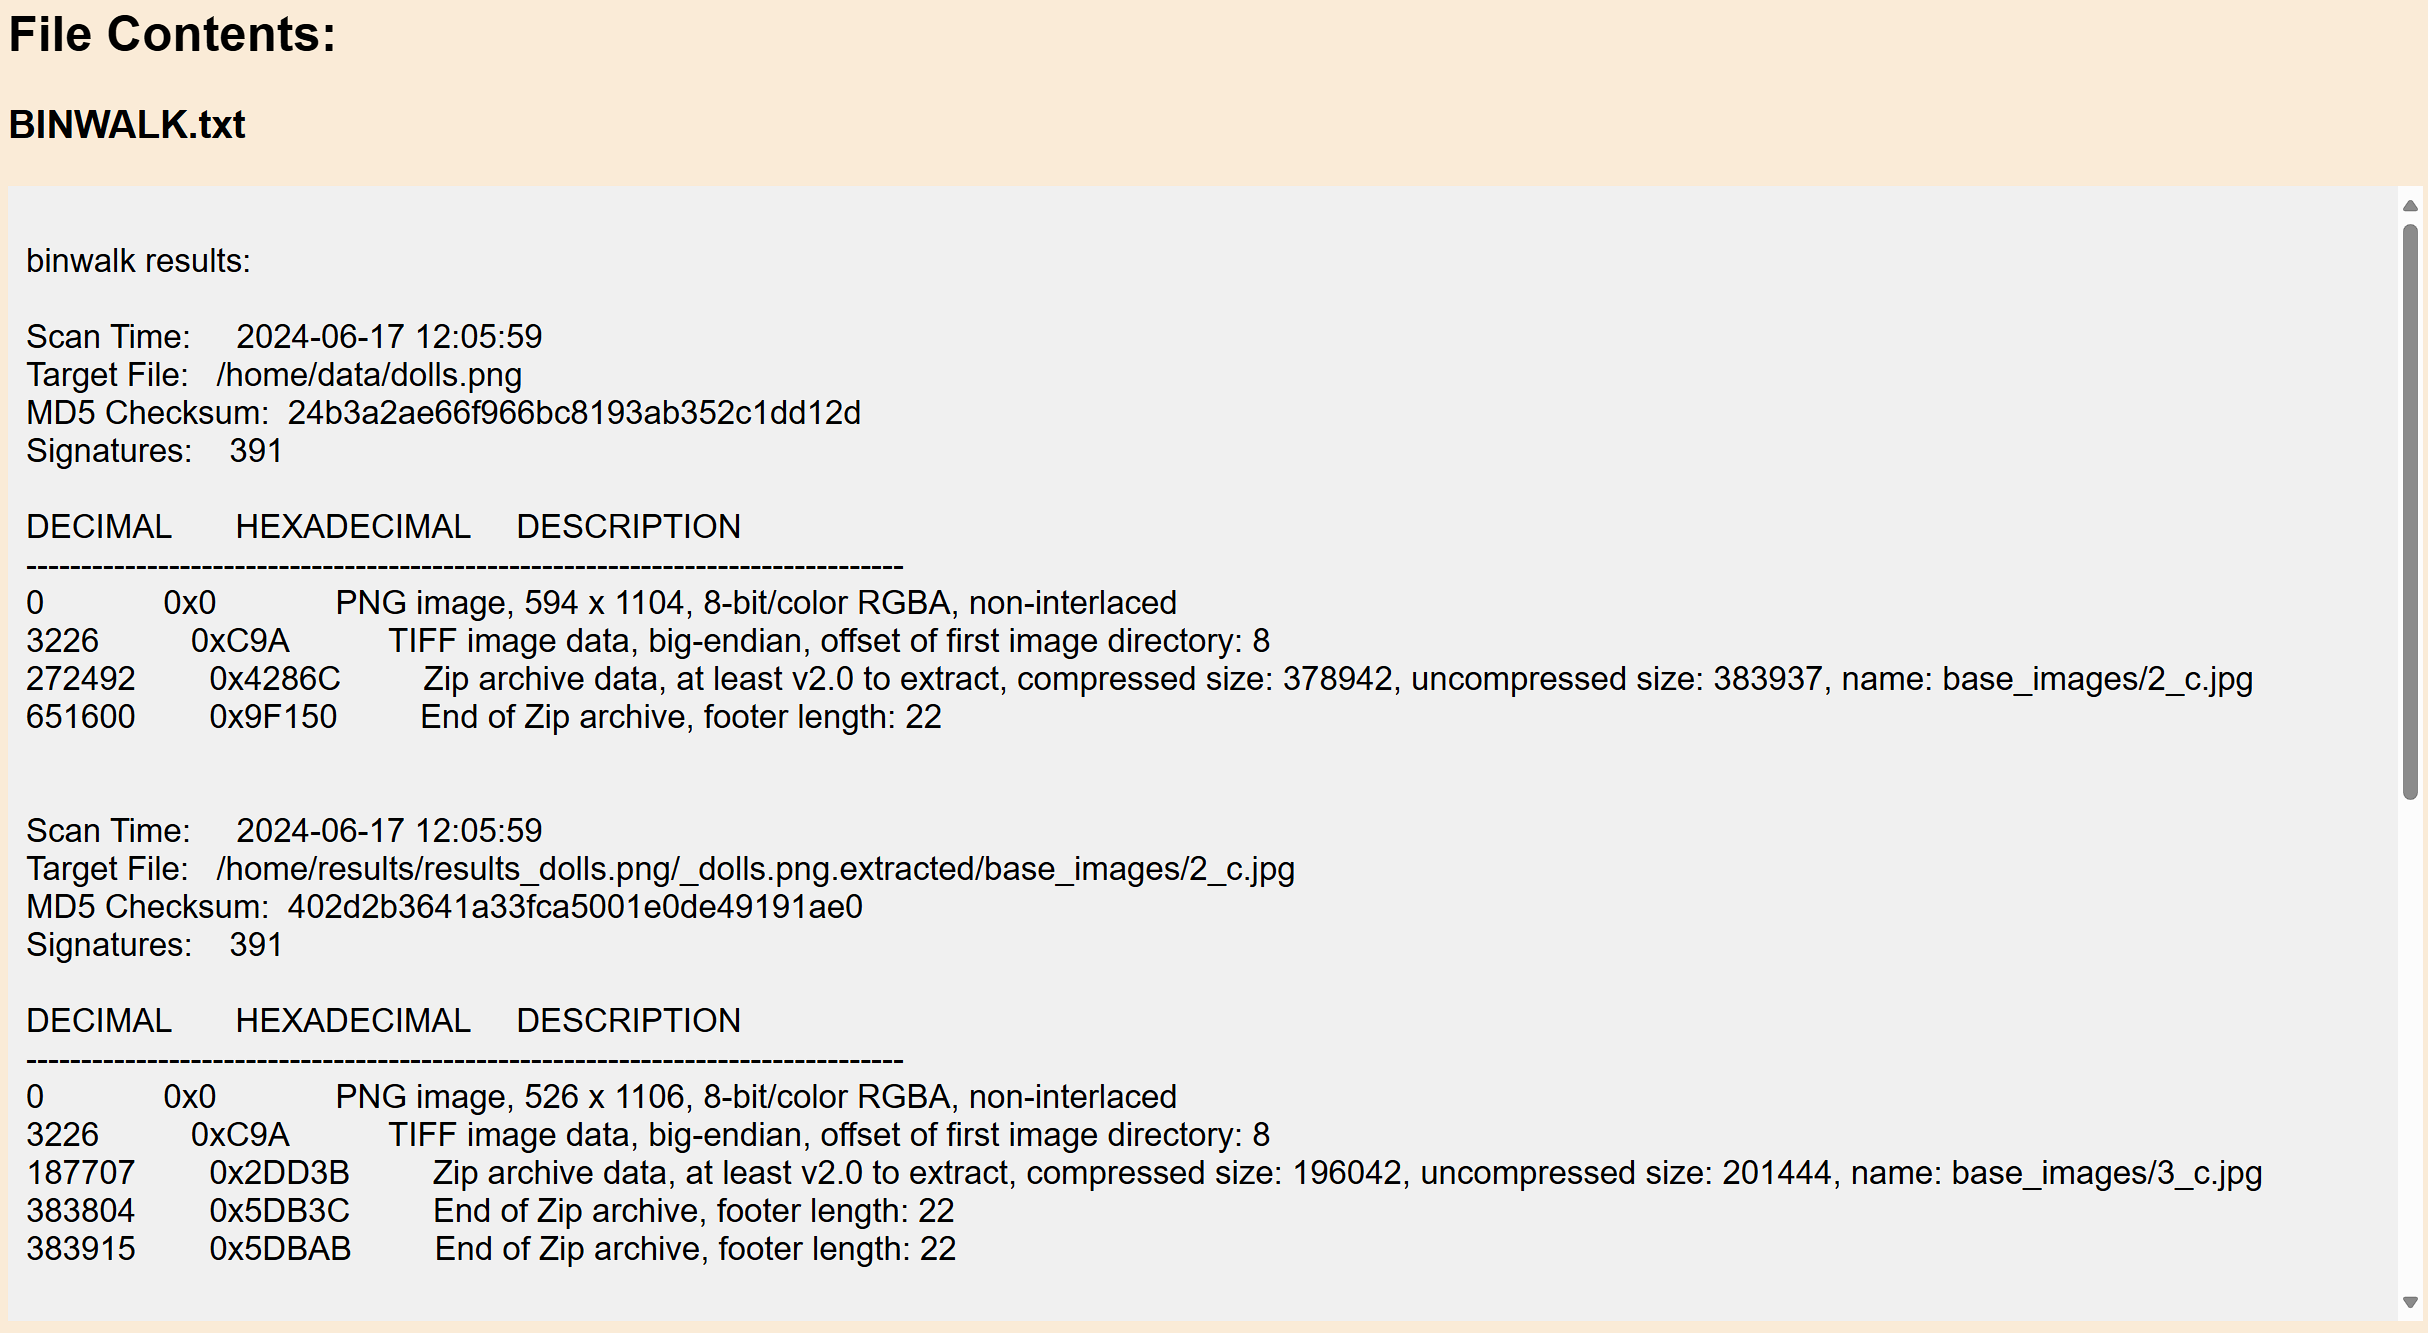 File Contents:
BINWALK.txt
binwalk results:
Scan Time:     2024-06-17 12:05:59
Target File:   /home/data/dolls.png
MD5 Checksum:  24b3a2ae66f966bc8193ab352c1dd12d
Signatures:    391
DECIMAL       HEXADECIMAL     DESCRIPTION
--------------------------------------------------------------------------------
0             0x0             PNG image, 594 x 1104, 8-bit/color RGBA, non-interlaced
3226          0xC9A           TIFF image data, big-endian, offset of first image directory: 8
272492        0x4286C         Zip archive data, at least v2.0 to extract, compressed size: 378942, uncompressed size: 383937, name: base_images/2_c.jpg
651600        0x9F150         End of Zip archive, footer length: 22
Scan Time:     2024-06-17 12:05:59
Target File:   /home/results/results_dolls.png/_dolls.png.extracted/base_images/2_c.jpg
MD5 Checksum:  402d2b3641a33fca5001e0de49191ae0
Signatures:    391
DECIMAL       HEXADECIMAL     DESCRIPTION
--------------------------------------------------------------------------------
0             0x0             PNG image, 526 x 1106, 8-bit/color RGBA, non-interlaced
3226          0xC9A           TIFF image data, big-endian, offset of first image directory: 8
187707        0x2DD3B         Zip archive data, at least v2.0 to extract, compressed size: 196042, uncompressed size: 201444, name: base_images/3_c.jpg
383804        0x5DB3C         End of Zip archive, footer length: 22
383915        0x5DBAB         End of Zip archive, footer length: 22